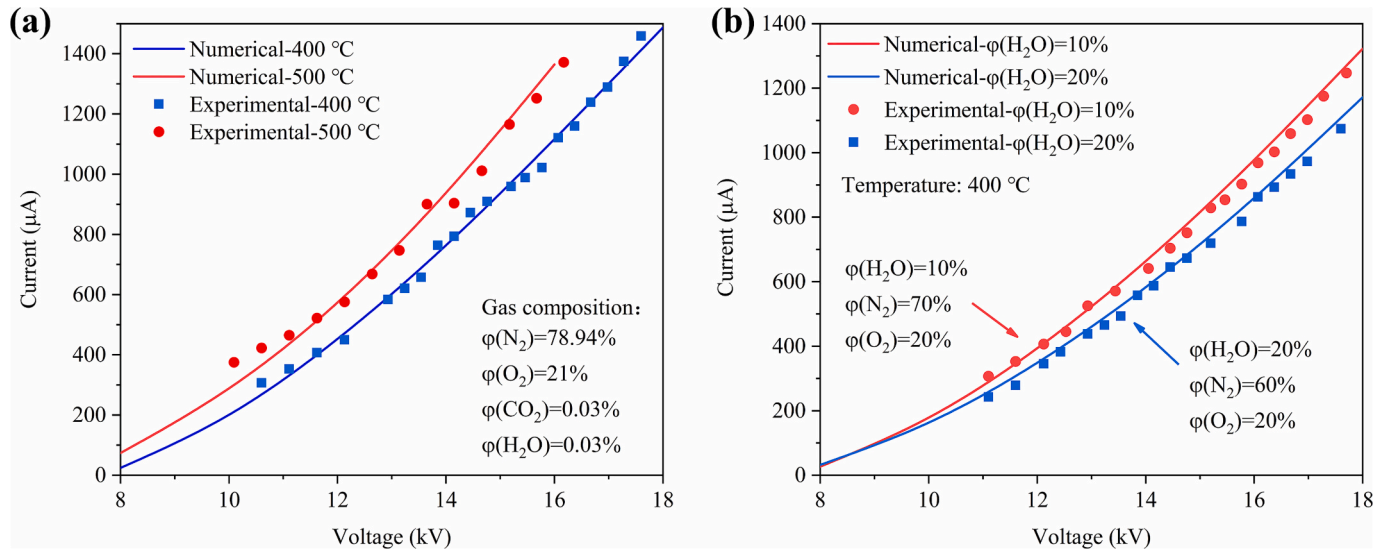 (a)
Numerical-400 ℃
Numerical-500 ℃
Experimental-400 ℃
Experimental-500 ℃
Gas composition：
φ(N₂)=78.94%
φ(O₂)=21%
φ(CO₂)=0.03%
φ(H₂O)=0.03%
Current (μA)
1400
1200
1000
800
600
400
200
0
8
10
12
14
16
18
Voltage (kV)
(b)
Numerical-φ(H₂O)=10%
Numerical-φ(H₂O)=20%
Experimental-φ(H₂O)=10%
Experimental-φ(H₂O)=20%
Temperature: 400 ℃
φ(H₂O)=10%
φ(N₂)=70%
φ(O₂)=20%
φ(H₂O)=20%
φ(N₂)=60%
φ(O₂)=20%
Current (μA)
1400
1200
1000
800
600
400
200
0
8
10
12
14
16
18
Voltage (kV)